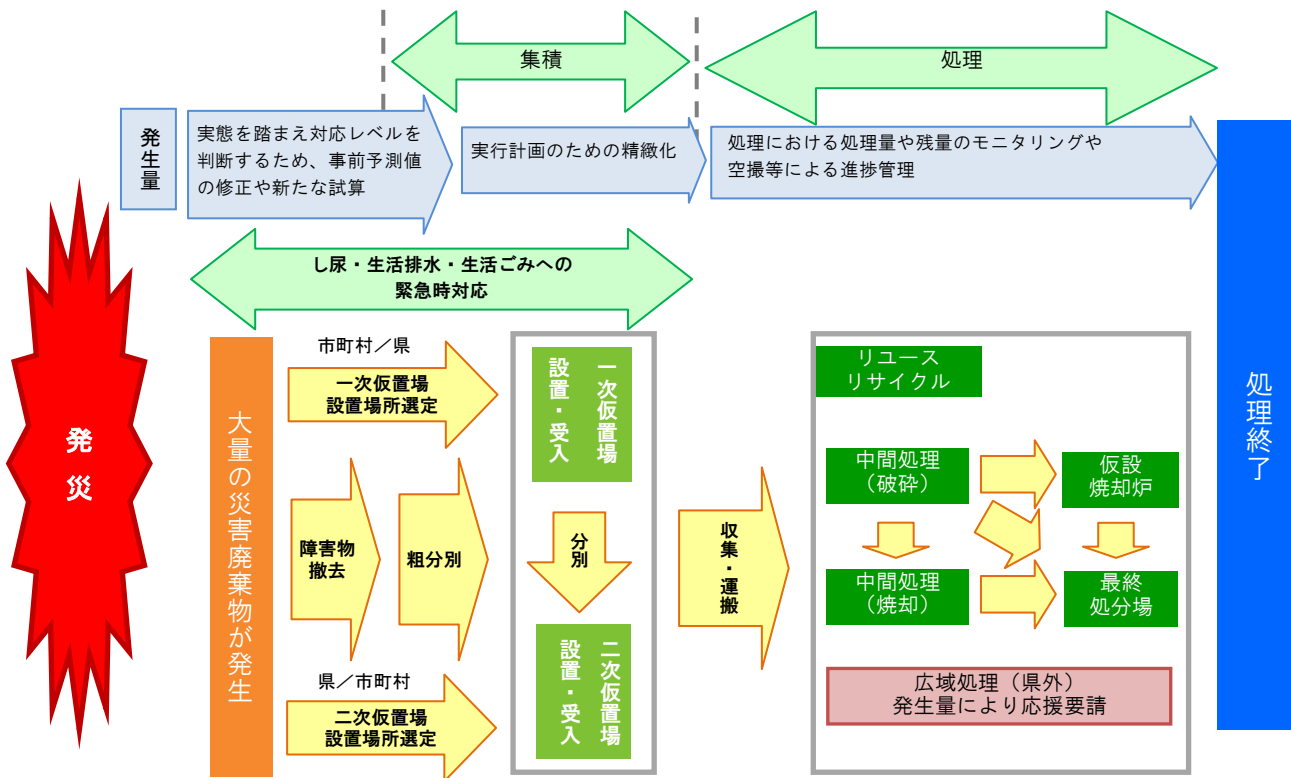 集積
処理
発生量
実態を踏まえ対応レベルを
判断するため、事前予測値
の修正や新たな試算
実行計画のための精緻化
処理における処理量や残量のモニタリングや
空撮等による進捗管理
し尿・生活排水・生活ごみへの
緊急時対応
発災
大量の災害廃棄物が発生
市町村／県
一次仮置場
設置場所選定
障害物
撤去
粗分別
県／市町村
二次仮置場
設置場所選定
一次仮置場
設置・受入
分別
二次仮置場
設置・受入
収集・運搬
リユース
リサイクル
中間処理
（破砕）
仮設
焼却炉
中間処理
（焼却）
最終
処分場
広域処理（県外）
発生量により応援要請
処理終了